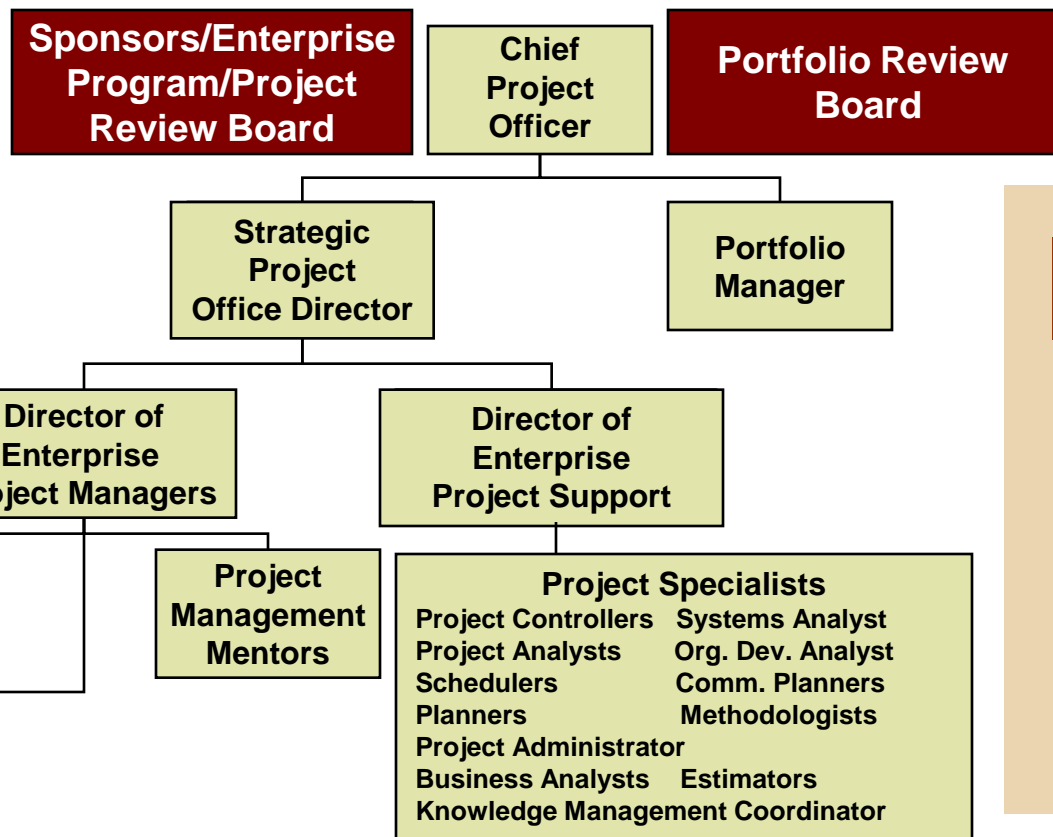 Sponsors/Enterprise
Program/Project
Review Board
Chief
Project
Officer
Portfolio Review
Board
Strategic
Project
Office Director
Portfolio
Manager
Director of
Enterprise
oject Managers
Director of
Enterprise
Project Support
Project
Management
Mentors
Project Specialists
Project Controllers Systems Analyst
Project Analysts Org. Dev. Analyst
Schedulers Comm. Planners
Planners Methodologists
Project Administrator
Business Analysts Estimators
Knowledge Management Coordinator